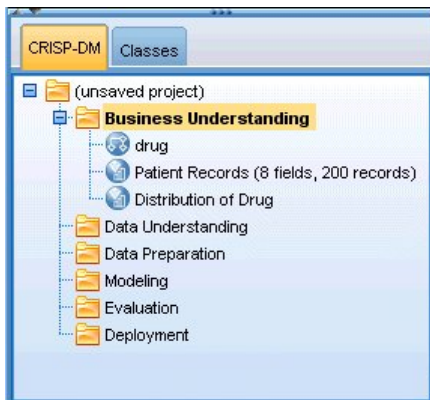 CRISP-DM Classes
(unsaved project)
Business Understanding
drug
Patient Records (8 fields, 200 records)
Distribution of Drug
Data Understanding
Data Preparation
Modeling
Evaluation
Deployment